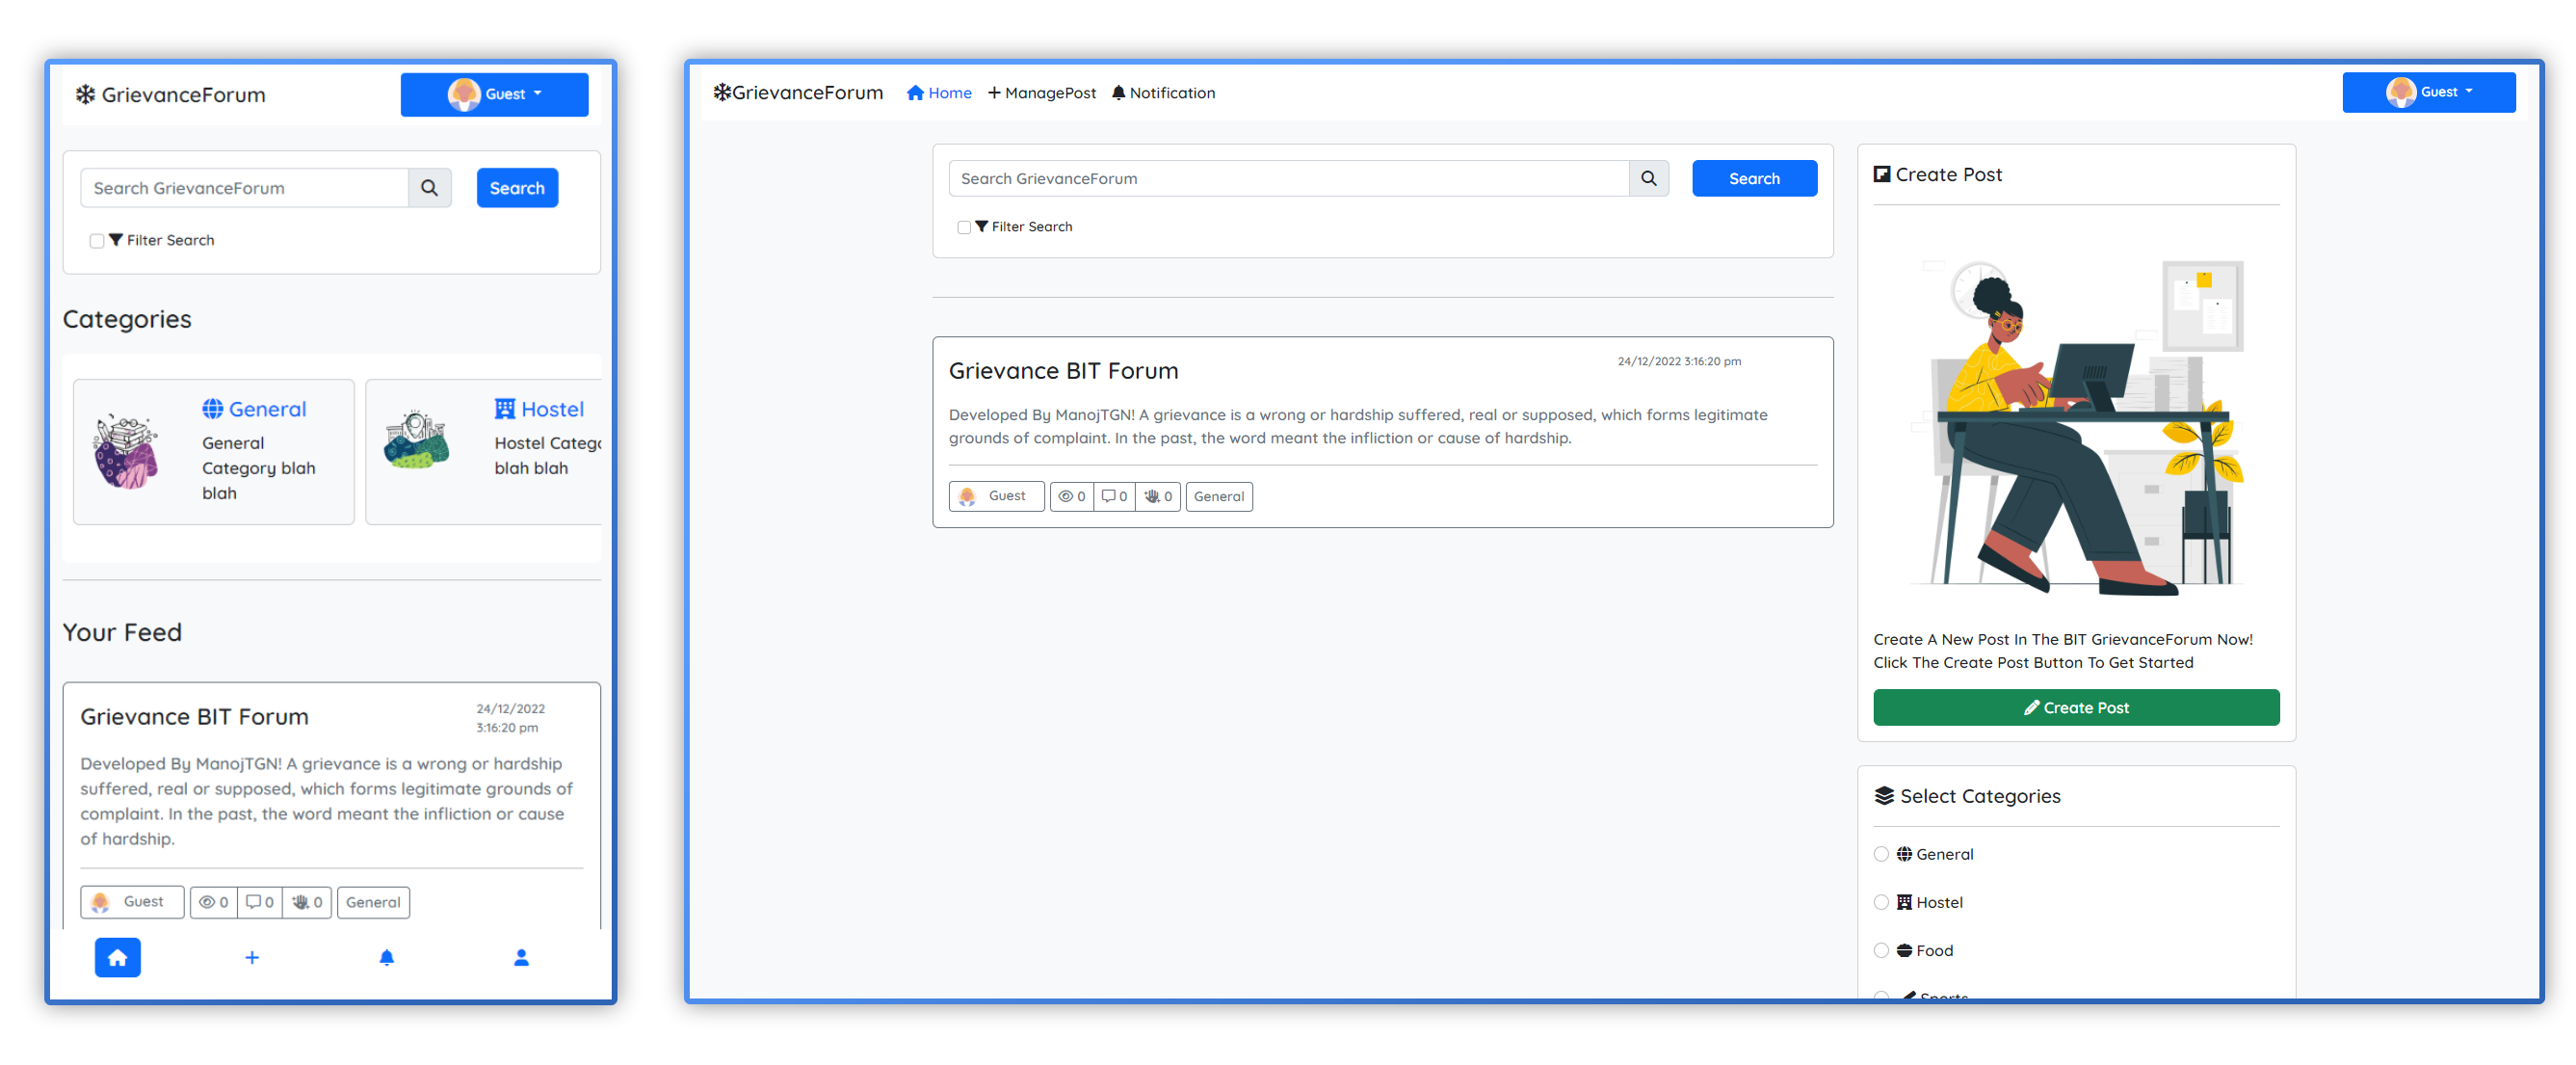 GrievanceForum
Guest
Search GrievanceForum
Search
Filter Search
Categories
General
General
Category blah
blah
Hostel
Hostel Catego
blah blah
Your Feed
Grievance BIT Forum
24/12/2022
3:16:20 pm
Developed By ManojTGN! A grievance is a wrong or hardship
suffered, real or supposed, which forms legitimate grounds of
complaint. In the past, the word meant the infliction or cause
of hardship.
Guest 0 0 0 General
GrievanceForum Home ManagePost Notification
Guest
Search GrievanceForum
Search
Filter Search
Grievance BIT Forum
24/12/2022 3:16:20 pm
Developed By ManojTGN! A grievance is a wrong or hardship suffered, real or supposed, which forms legitimate
grounds of complaint. In the past, the word meant the infliction or cause of hardship.
Guest 0 0 0 General
Create Post
Create A New Post In The BIT GrievanceForum Now!
Click The Create Post Button To Get Started
Create Post
Select Categories
General
Hostel
Food
Sports